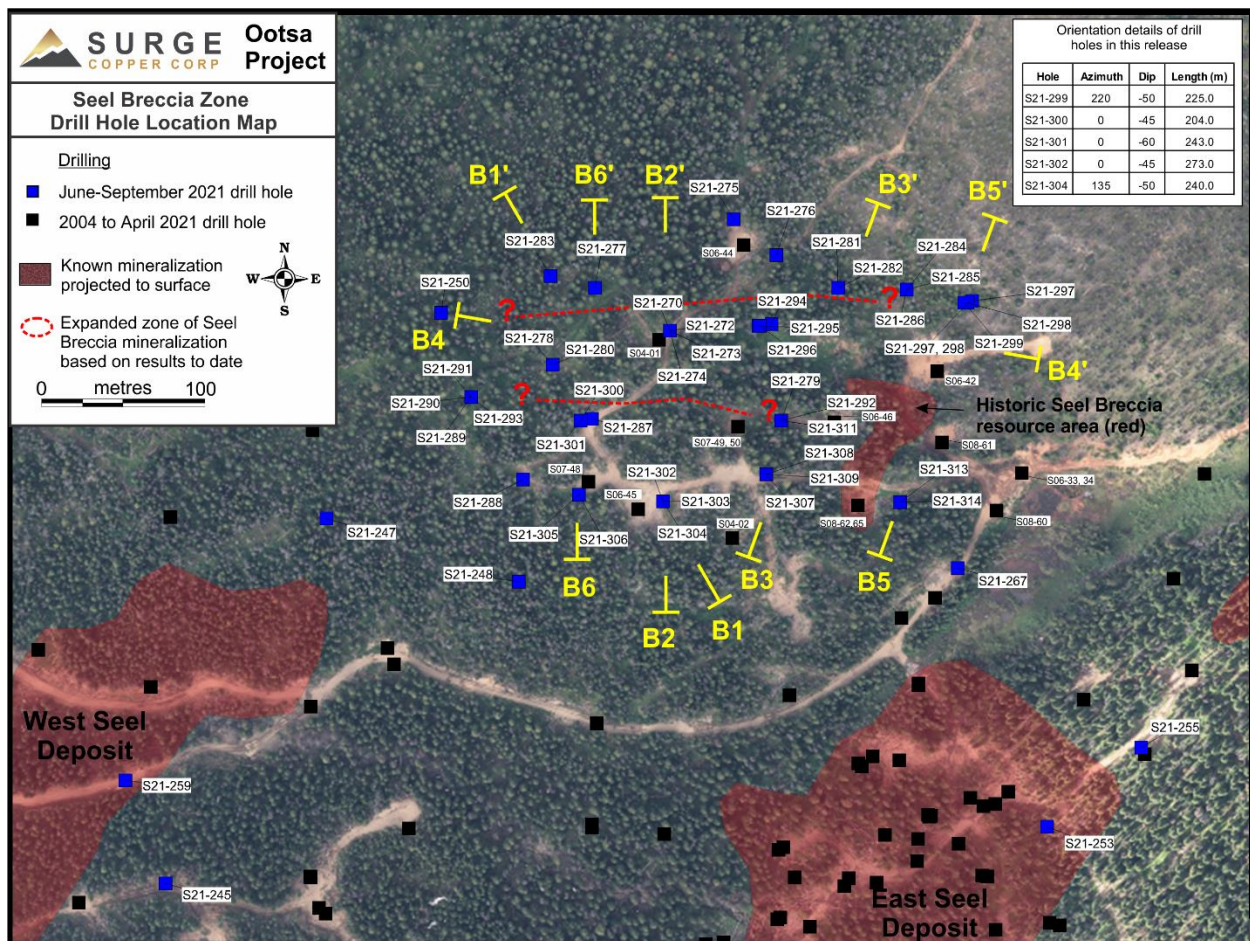 SURGE
COPPER CORP
Ootsa
Project
Seel Breccia Zone
Drill Hole Location Map
Drilling
June-September 2021 drill hole
2004 to April 2021 drill hole
Known mineralization
projected to surface
N
W E
S
Expanded zone of Seel
Breccia mineralization
based on results to date
0 metres 100
Orientation details of drill
holes in this release
Hole Azimuth Dip Length (m)
S21-299 220 -50 225.0
S21-300 0 -45 204.0
S21-301 0 -60 243.0
S21-302 0 -45 273.0
S21-304 135 -50 240.0
B1'
B6'
B2'
B3'
B5'
S21-275
S21-276
S06-44
S21-283
S21-277
S21-281
S21-284
S21-282
S21-285
S21-250
S21-297
?
?
S21-270
S21-294
S21-286
S21-298
B4
S21-278
S21-272
S21-295
S21-299
S21-280
S04-01
S21-273
S21-296
S21-297, 298
B4'
S21-291
S21-274
S21-279
S06-42
S21-290
S21-300
S21-292
?
?
S21-293
S06-46
Historic Seel Breccia
resource area (red)
S21-289
S21-301
S21-287
S07-49, 50
S21-311
S08-61
S21-308
S07-48
S21-302
S21-309
S21-313
S06-33, 34
S21-288
S06-45
S21-303
S21-307
S21-314
S21-247
S21-305
S21-306
S21-304
S04-02
S08-62,65
S08-60
B6
B3
B5
S21-248
S21-267
B2
B1
West Seel
Deposit
S21-255
S21-259
S21-253
S21-245
East Seel
Deposit